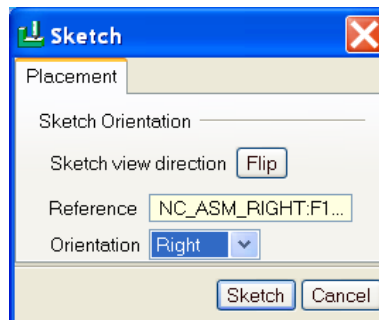 Sketch
Placement
Sketch Orientation
Sketch view direction Flip
Reference NC_ASM_RIGHT:F1...
Orientation Right
Sketch Cancel